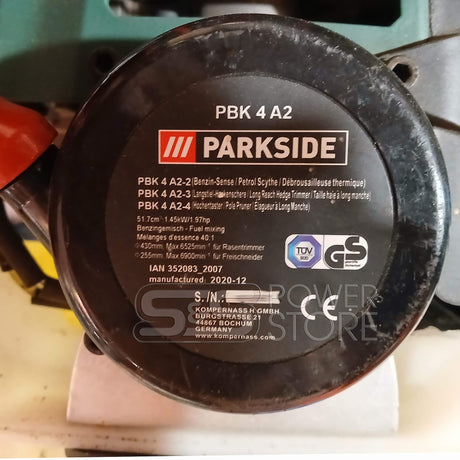 PBK 4 A2
/// PARKSIDE
PBK 4 A2-2 (Benzin-Sense / Petrol Scythe / Débrousailleuse thermique)
PBK 4 A2-3 (Langstiel-Heckenschere / Long Reach Hedge Trimmer / Taille haie à long manche)
PBK 4 A2-4 (Hochentaster / Pole Pruner / Elagueur à Long Manche)
51.7cm³ 1.45kW/1.97hp
Benzingemisch - Fuel mixing
Mélanges d'essence 40:1
⌀ 430mm: Max 6525min⁻¹ für Rasentrimmer
⌀ 255mm: Max 6900min⁻¹ für Freischneider
IAN 352083_2007
manufactured: 2020-12
TÜV
SÜD
GS
S./N.:
KOMPERNASS H GMBH
BURGSTRASSE 21
44867 BOCHUM
GERMANY
www.kompernass.com
CE
POWER
STORE